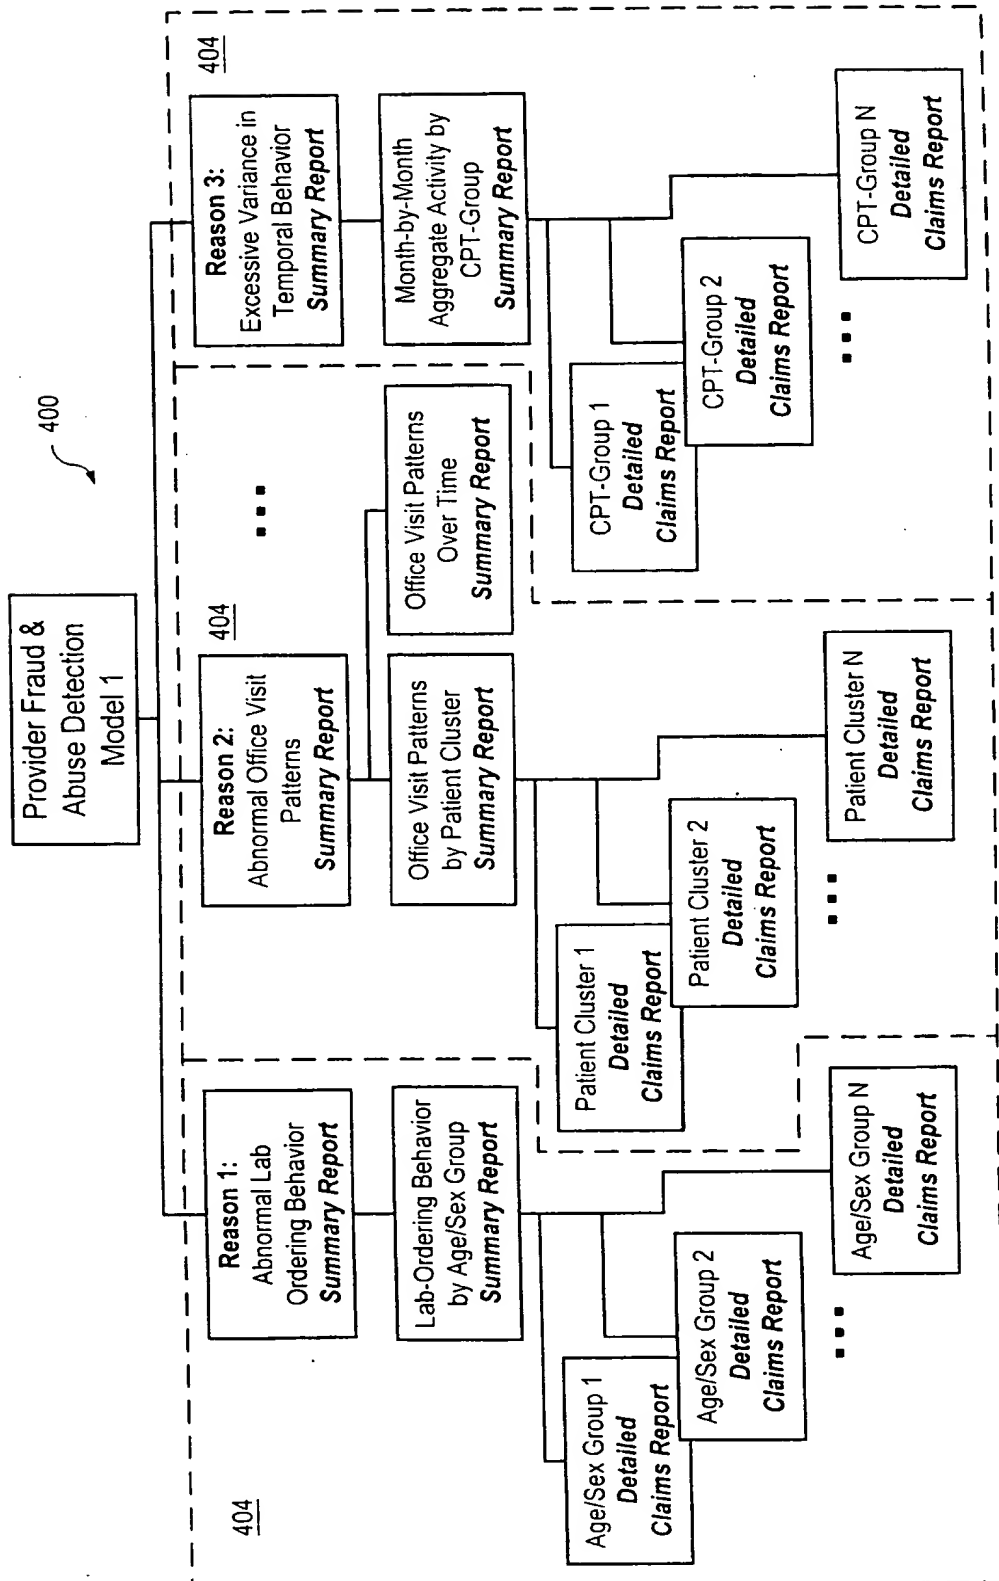 Provider Fraud &
Abuse Detection
Model 1
400
404
Reason 1:
Abnormal Lab
Ordering Behavior
Summary Report
Lab-Ordering Behavior
by Age/Sex Group
Summary Report
Age/Sex Group 1
Detailed
Claims Report
Age/Sex Group 2
Detailed
Claims Report
Age/Sex Group N
Detailed
Claims Report
404
Reason 2:
Abnormal Office Visit
Patterns
Summary Report
Office Visit Patterns
by Patient Cluster
Summary Report
Office Visit Patterns
Over Time
Summary Report
Patient Cluster 1
Detailed
Claims Report
Patient Cluster 2
Detailed
Claims Report
Patient Cluster N
Detailed
Claims Report
404
Reason 3:
Excessive Variance in
Temporal Behavior
Summary Report
Month-by-Month
Aggregate Activity by
CPT-Group
Summary Report
CPT-Group 1
Detailed
Claims Report
CPT-Group 2
Detailed
Claims Report
CPT-Group N
Detailed
Claims Report